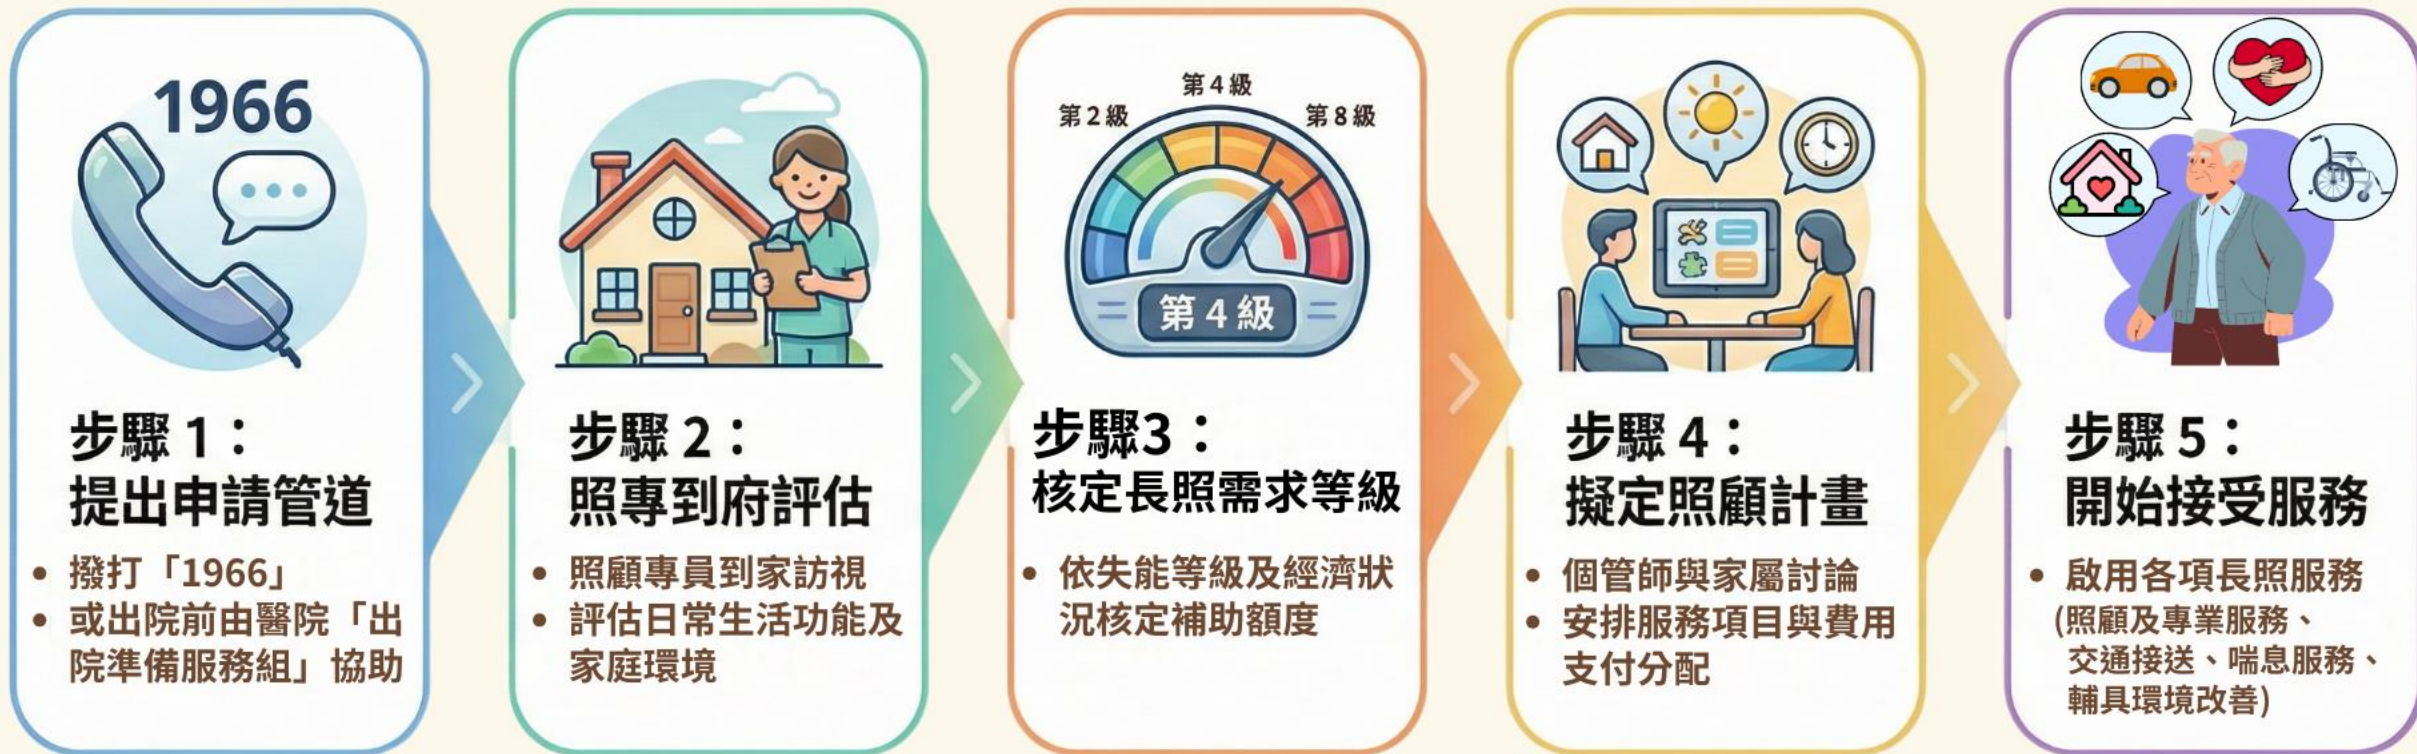 1966
步驟 1：
提出申請管道
• 撥打「1966」
• 或出院前由醫院「出
院準備服務組」協助
步驟 2：
照專到府評估
• 照顧專員到家訪視
• 評估日常生活功能及
家庭環境
第 2 級
第 4 級
第 8 級
第 4 級
步驟3：
核定長照需求等級
• 依失能等級及經濟狀
況核定補助額度
步驟 4：
擬定照顧計畫
• 個管師與家屬討論
• 安排服務項目與費用
支付分配
步驟 5：
開始接受服務
• 啟用各項長照服務
(照顧及專業服務、
交通接送、喘息服務、
輔具環境改善)